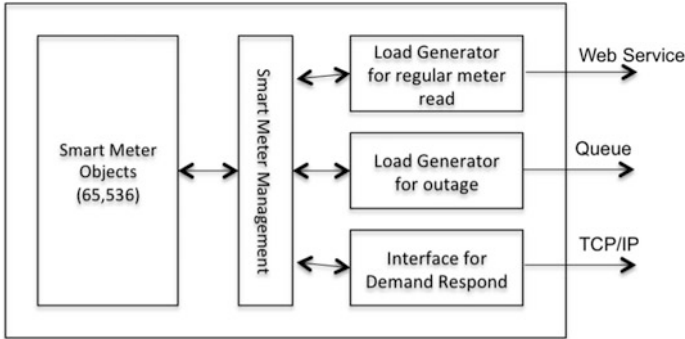 Smart Meter
Objects
(65,536)
Smart Meter Management
Load Generator
for regular meter
read
Web Service
Load Generator
for outage
Queue
Interface for
Demand Respond
TCP/IP